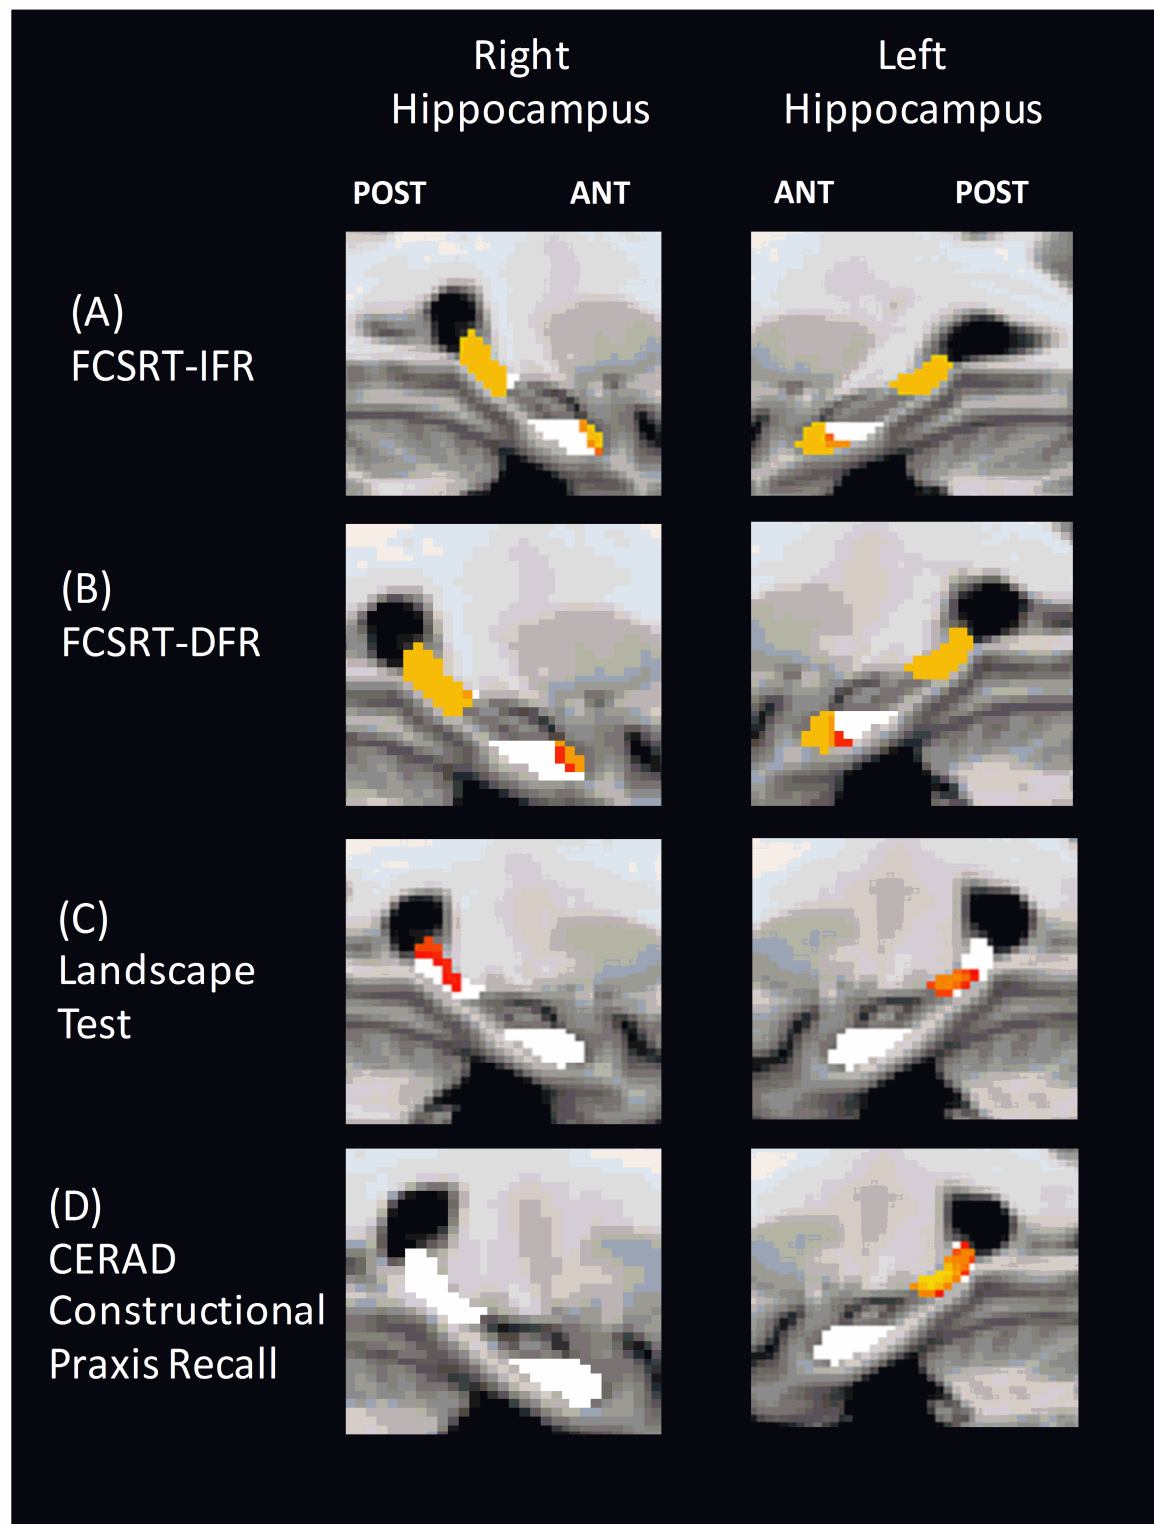 Right
Hippocampus
Left
Hippocampus
POST
ANT
ANT
POST
(A)
FCSRT-IFR
(B)
FCSRT-DFR
(C)
Landscape
Test
(D)
CERAD
Constructional
Praxis Recall